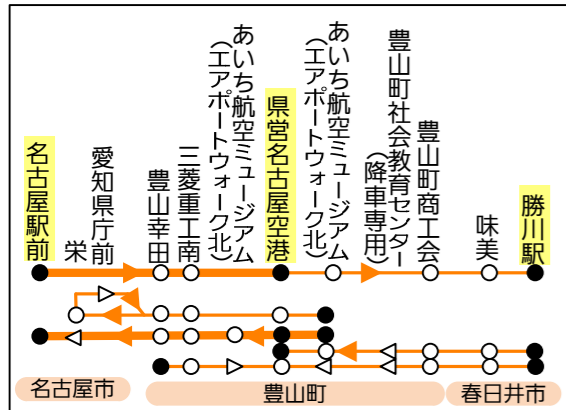 名古屋駅前
栄
愛知県庁前
豊山幸田
三菱重工南
あいち航空ミュージアム
(エアポートウォーク北)
県営名古屋空港
あいち航空ミュージアム
(エアポートウォーク北)
豊山町社会教育センター
(降車専用)
豊山町商工会
味美
勝川駅
名古屋市
豊山町
春日井市